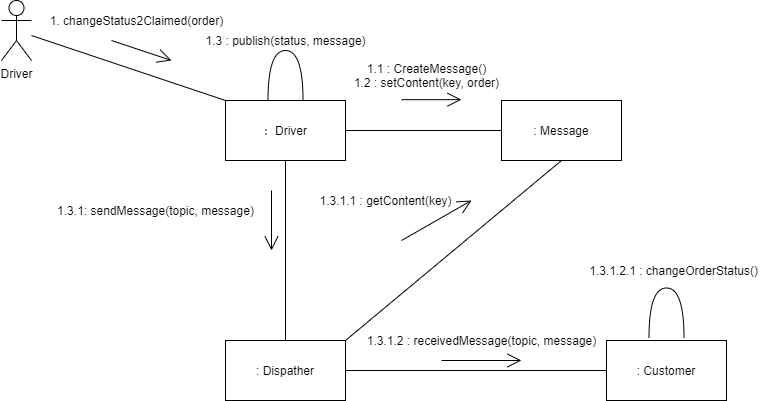 1. changeStatus2Claimed(order)
1.3 : publish(status, message)
Driver
1.1 : CreateMessage()
1.2 : setContent(key, order)
: Driver
: Message
1.3.1: sendMessage(topic, message)
1.3.1.1 : getContent(key)
1.3.1.2.1 : changeOrderStatus()
1.3.1.2 : receivedMessage(topic, message)
: Dispather
: Customer